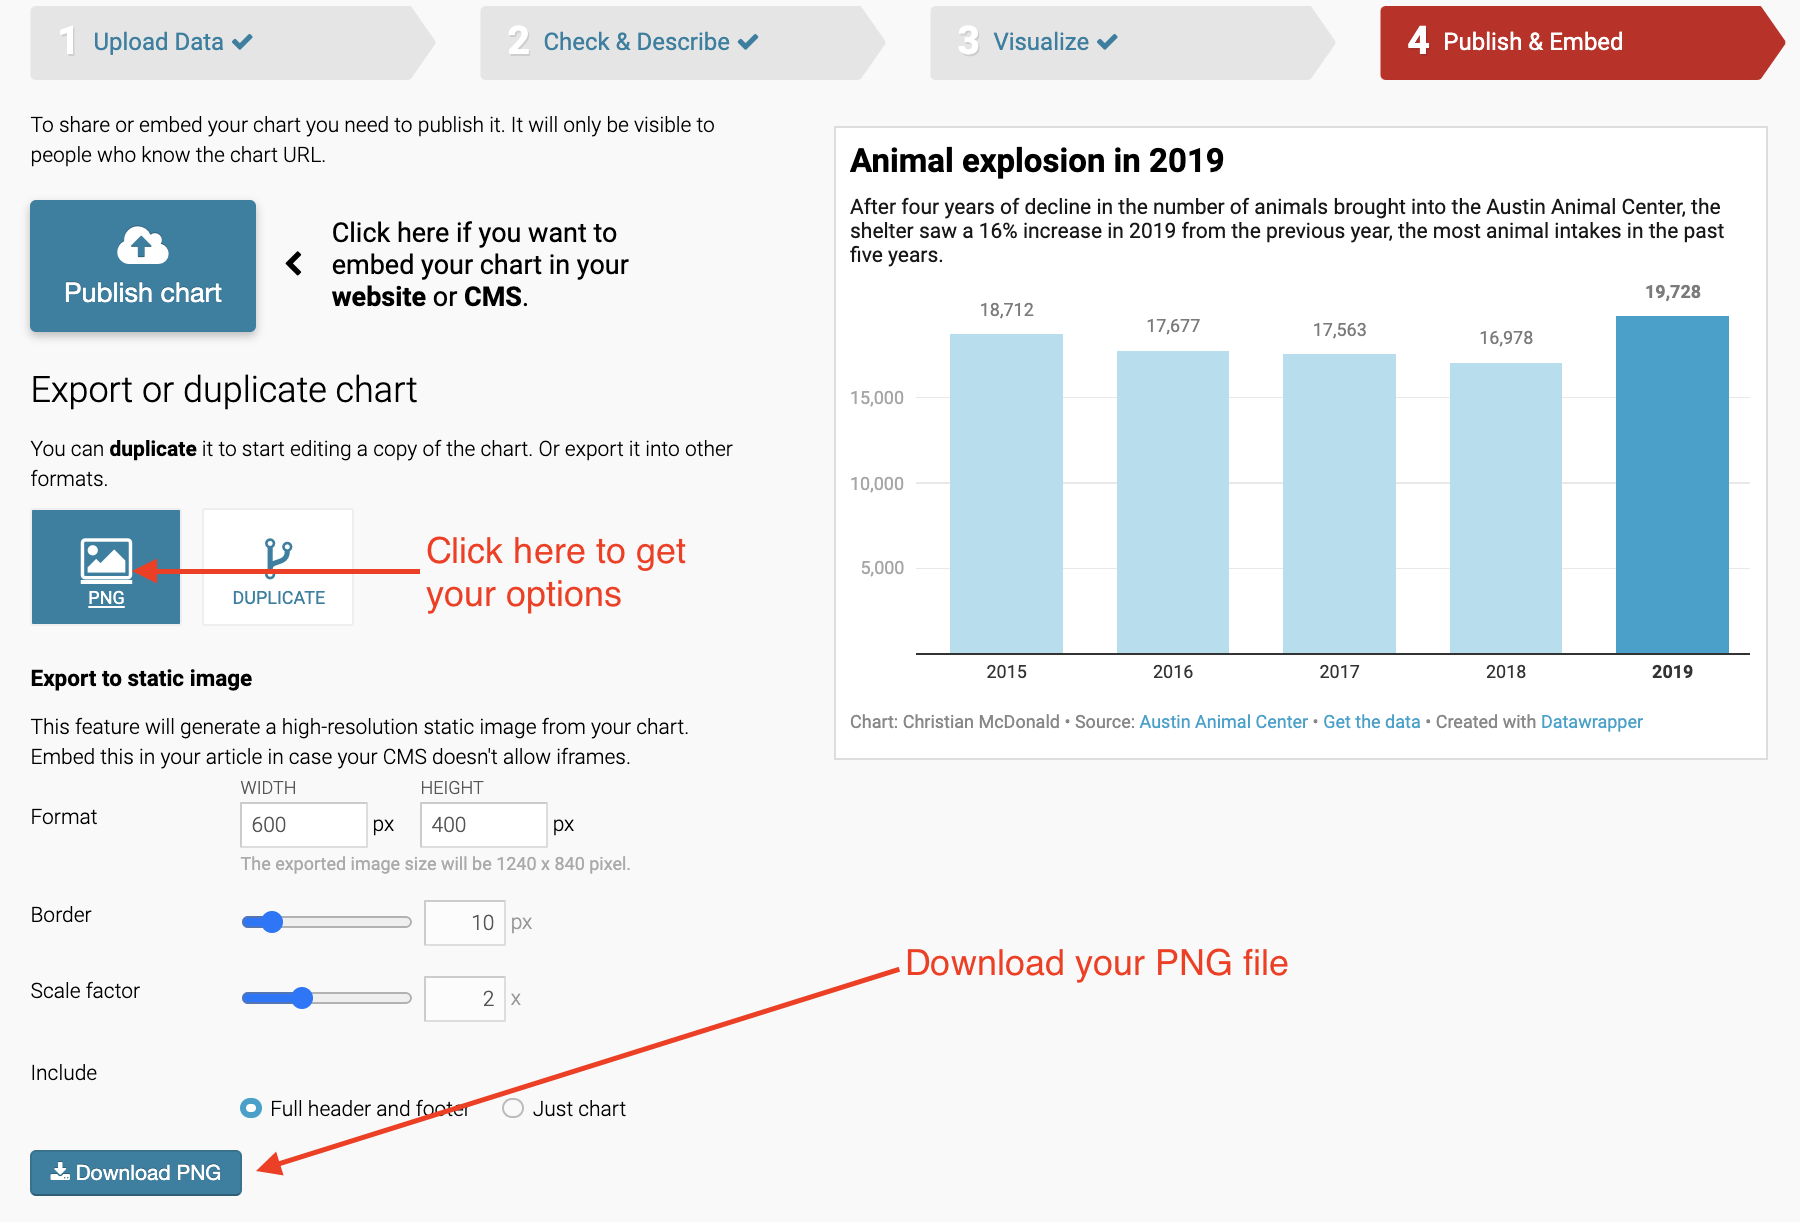 1 Upload Data
2 Check & Describe
3 Visualize
4 Publish & Embed
To share or embed your chart you need to publish it. It will only be visible to
people who know the chart URL.
Publish chart
Click here if you want to
embed your chart in your
website or CMS.
Export or duplicate chart
You can duplicate it to start editing a copy of the chart. Or export it into other
formats.
PNG
DUPLICATE
Click here to get
your options
Export to static image
This feature will generate a high-resolution static image from your chart.
Embed this in your article in case your CMS doesn't allow iframes.
WIDTH HEIGHT
Format 600 px 400 px
The exported image size will be 1240 x 840 pixel.
Border 10 px
Scale factor 2 x
Include
Full header and footer Just chart
Download PNG
Download your PNG file
Animal explosion in 2019
After four years of decline in the number of animals brought into the Austin Animal Center, the
shelter saw a 16% increase in 2019 from the previous year, the most animal intakes in the past
five years.
18,712 17,677 17,563 16,978 19,728
15,000
10,000
5,000
2015 2016 2017 2018 2019
Chart: Christian McDonald • Source: Austin Animal Center • Get the data • Created with Datawrapper